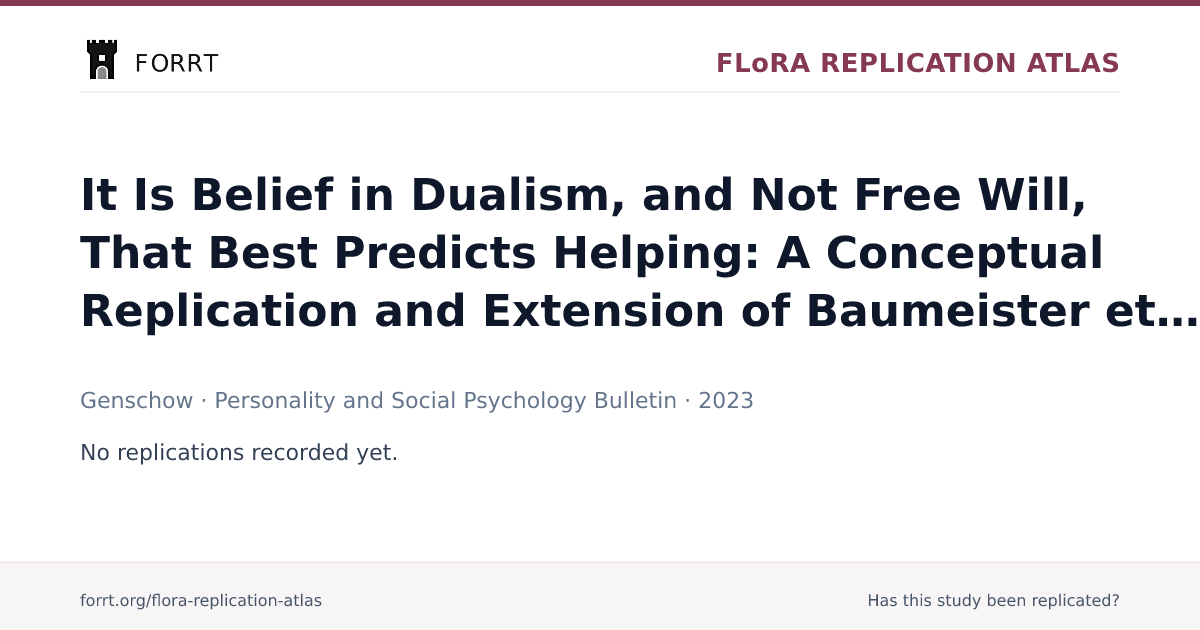 FORRT
FLoRA REPLICATION ATLAS
It Is Belief in Dualism, and Not Free Will,
That Best Predicts Helping: A Conceptual
Replication and Extension of Baumeister et...
Genschow · Personality and Social Psychology Bulletin · 2023
No replications recorded yet.
forrt.org/flora-replication-atlas
Has this study been replicated?